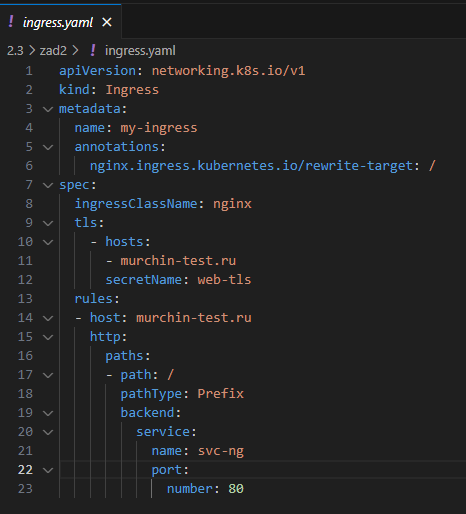 ! ingress.yaml ×
2.3 > zad2 > ! ingress.yaml
1 apiVersion: networking.k8s.io/v1
2 kind: Ingress
3 metadata:
4   name: my-ingress
5   annotations:
6     nginx.ingress.kubernetes.io/rewrite-target: /
7 spec:
8   ingressClassName: nginx
9   tls:
10     - hosts:
11       - murchin-test.ru
12       secretName: web-tls
13   rules:
14   - host: murchin-test.ru
15     http:
16       paths:
17       - path: /
18         pathType: Prefix
19         backend:
20           service:
21             name: svc-ng
22             port:
23               number: 80